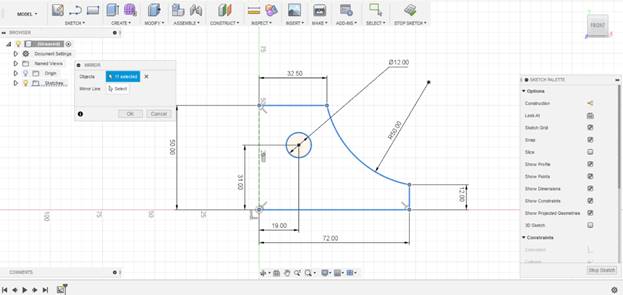 MODEL
SKETCH
CREATE
MODIFY
ASSEMBLE
CONSTRUCT
INSPECT
INSERT
MAKE
ADD-INS
SELECT
STOP SKETCH
FRONT
BROWSER
(Unsaved)
Document Settings
Named Views
Origin
Sketches
MIRROR
Objects
11 selected
Mirror Line
Select
OK
Cancel
Ø12.00
32.50
R50.00
50.00
31.00
12.00
19.00
72.00
100
75
50
25
SKETCH PALETTE
Options
Construction
Look At
Sketch Grid
Snap
Slice
Show Profile
Show Points
Show Dimensions
Show Constraints
Show Projected Geometries
3D Sketch
Constraints
Stop Sketch
COMMENTS